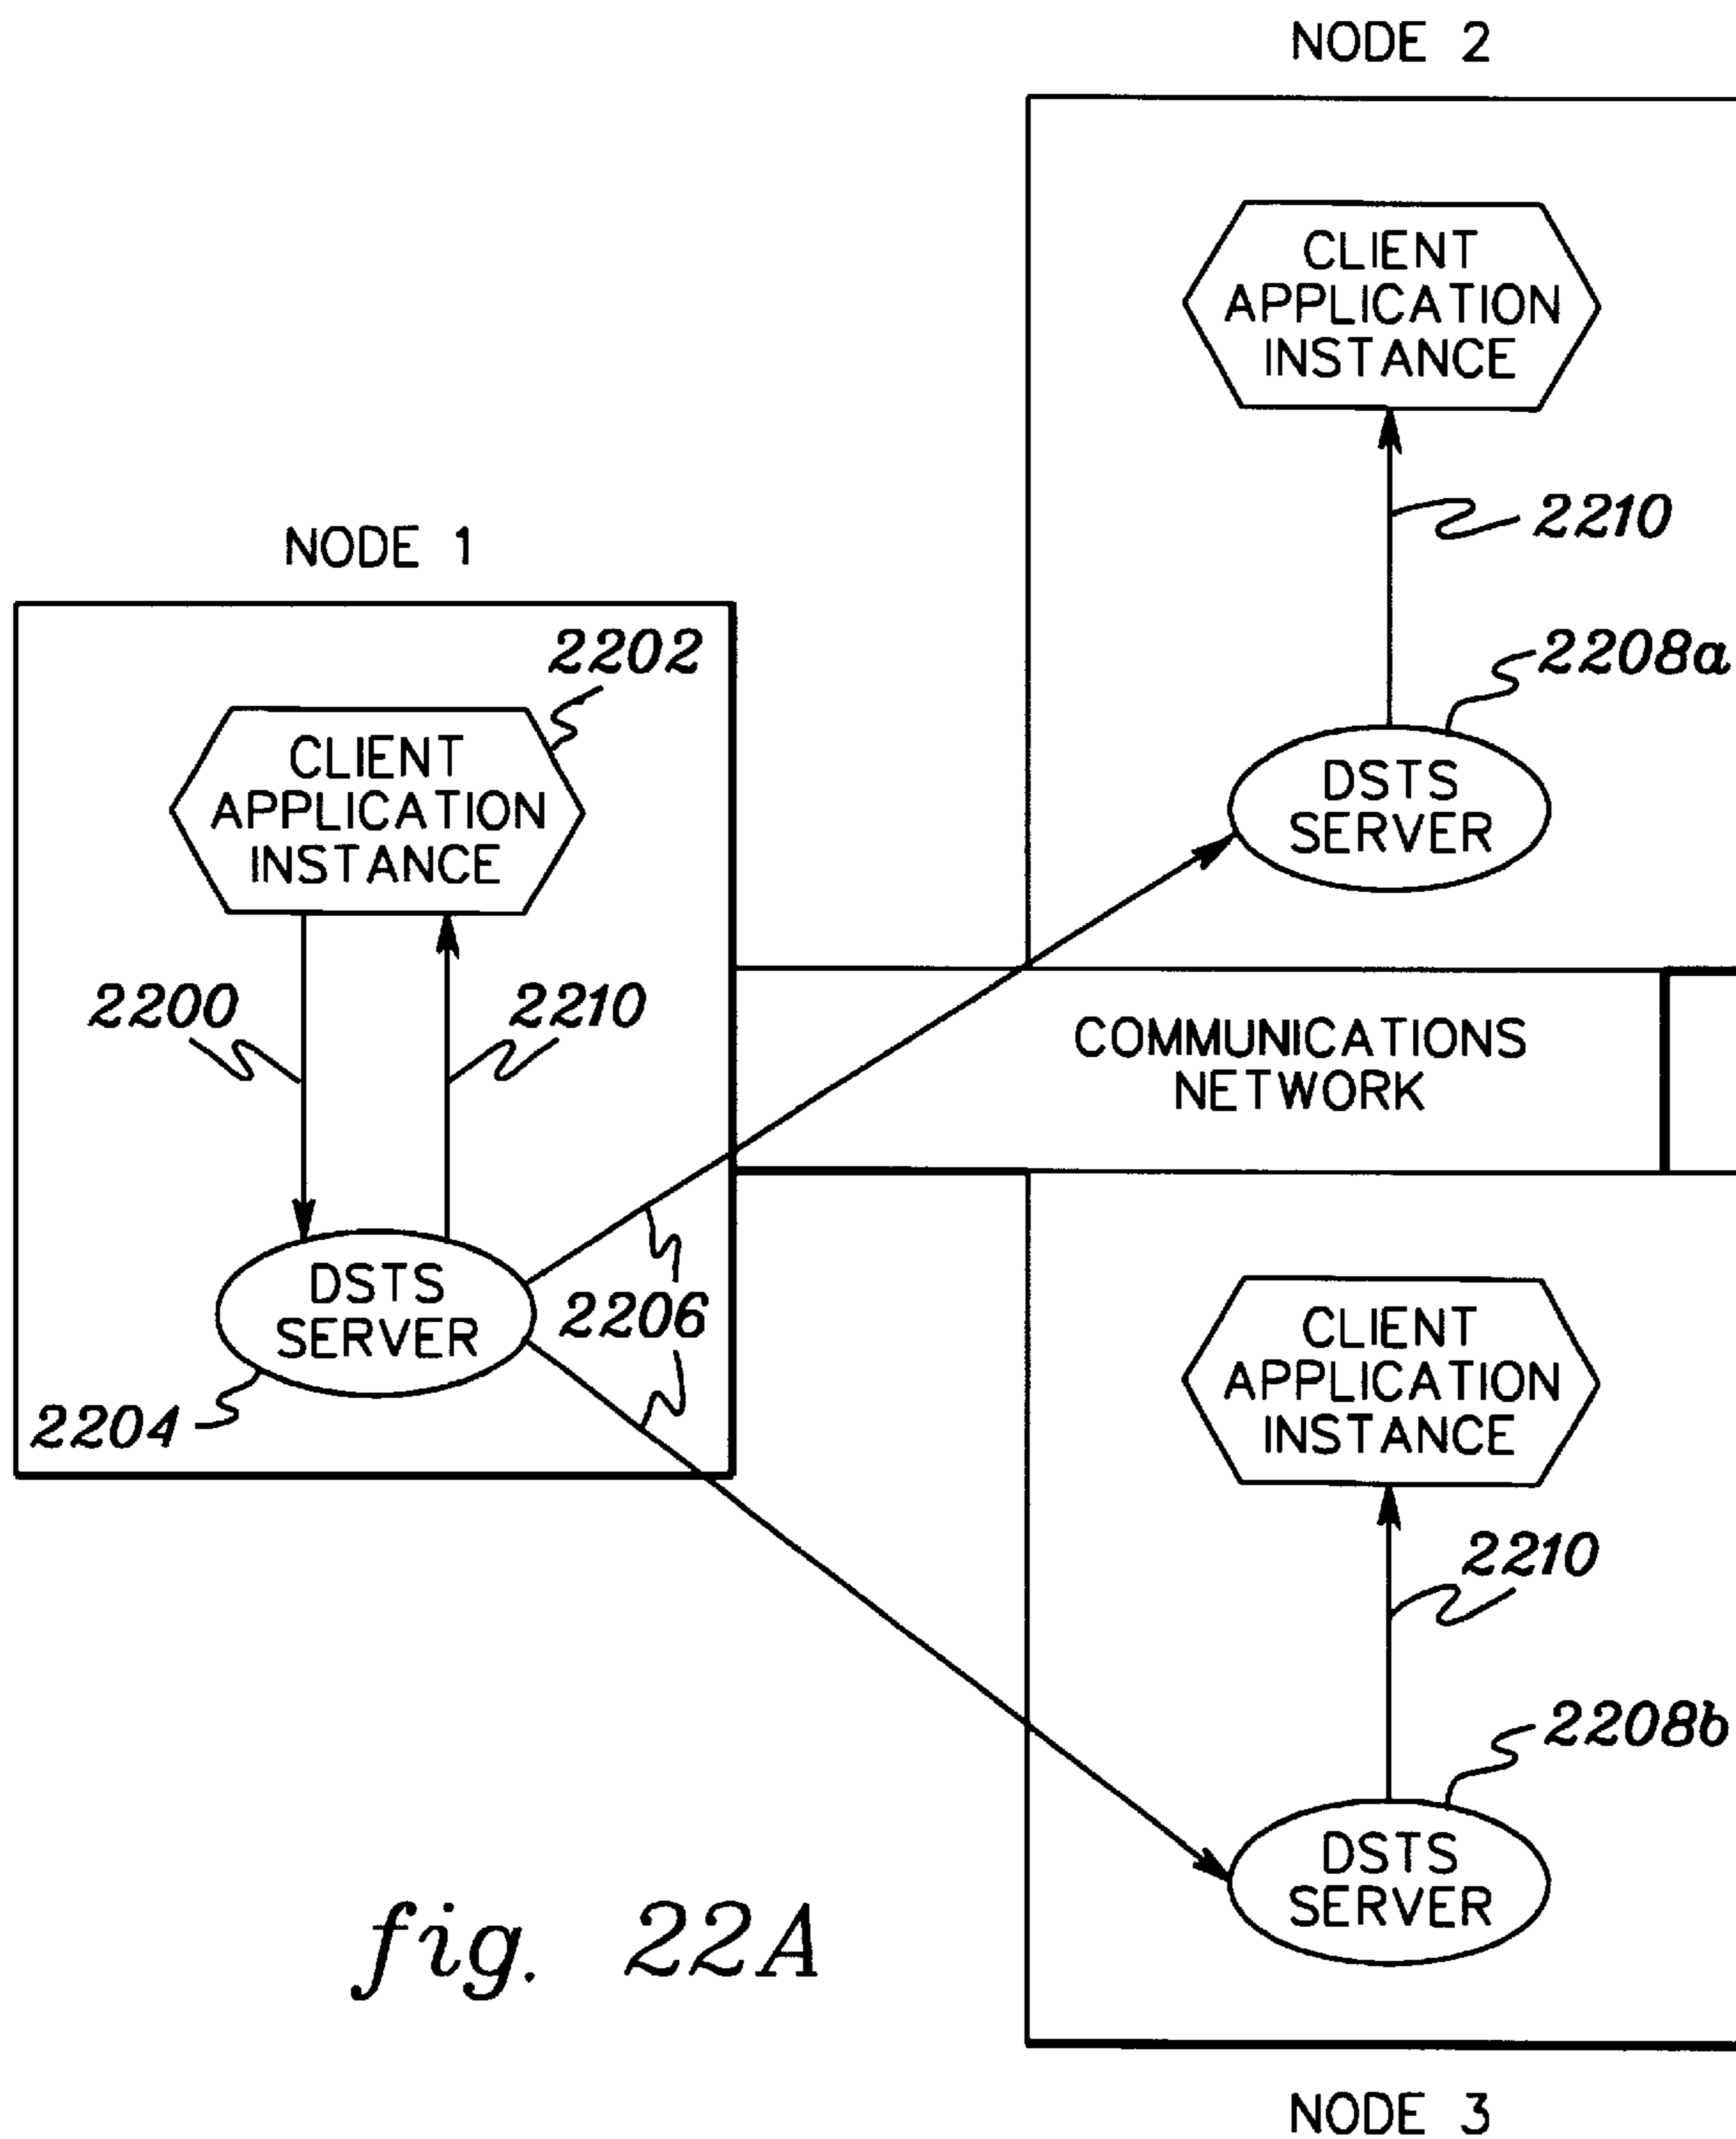 NODE 2
CLIENT
APPLICATION
INSTANCE
2210
2208a
DSTS
SERVER
NODE 1
2202
CLIENT
APPLICATION
INSTANCE
2200
2210
DSTS
SERVER
2206
2204
COMMUNICATIONS
NETWORK
CLIENT
APPLICATION
INSTANCE
2210
2208b
DSTS
SERVER
NODE 3
fig. 22A